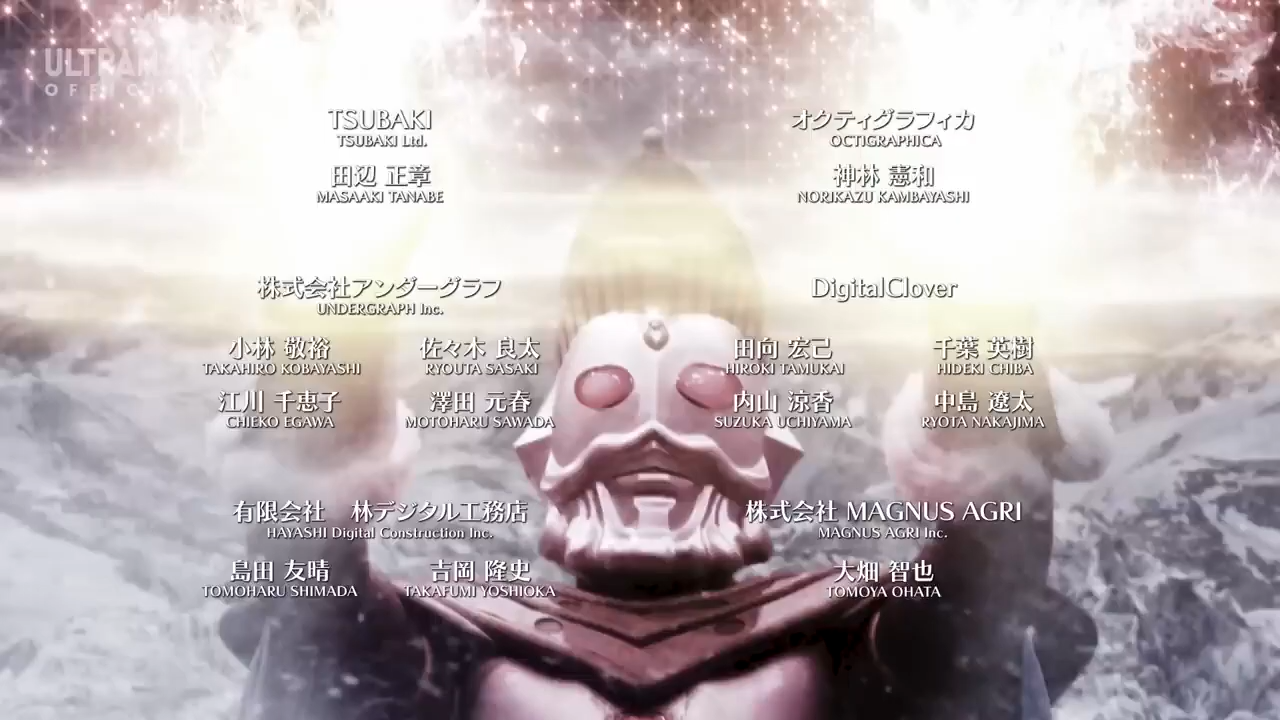 ULTRAM
OFFIC
TSUBAKI
TSUBAKI Ltd.
田辺 正章
MASAAKI TANABE
オクティグラフィカ
OCTIGRAPHICA
神林 憲和
NORIKAZU KAMBAYASHI
株式会社アンダーグラフ
UNDERGRAPH Inc.
小林 敬裕
TAKAHIRO KOBAYASHI
佐々木 良太
RYOUTA SASAKI
江川 千恵子
CHIEKO EGAWA
澤田 元春
MOTOHARU SAWADA
DigitalClover
田向 宏己
HIROKI TAMUKAI
千葉 英樹
HIDEKI CHIBA
内山 涼香
SUZUKA UCHIYAMA
中島 遼太
RYOTA NAKAJIMA
有限会社 林デジタル工務店
HAYASHI Digital Construction Inc.
島田 友晴
TOMOHARU SHIMADA
吉岡 隆史
TAKAFUMI YOSHIOKA
株式会社 MAGNUS AGRI
MAGNUS AGRI Inc.
大畑 智也
TOMOYA OHATA